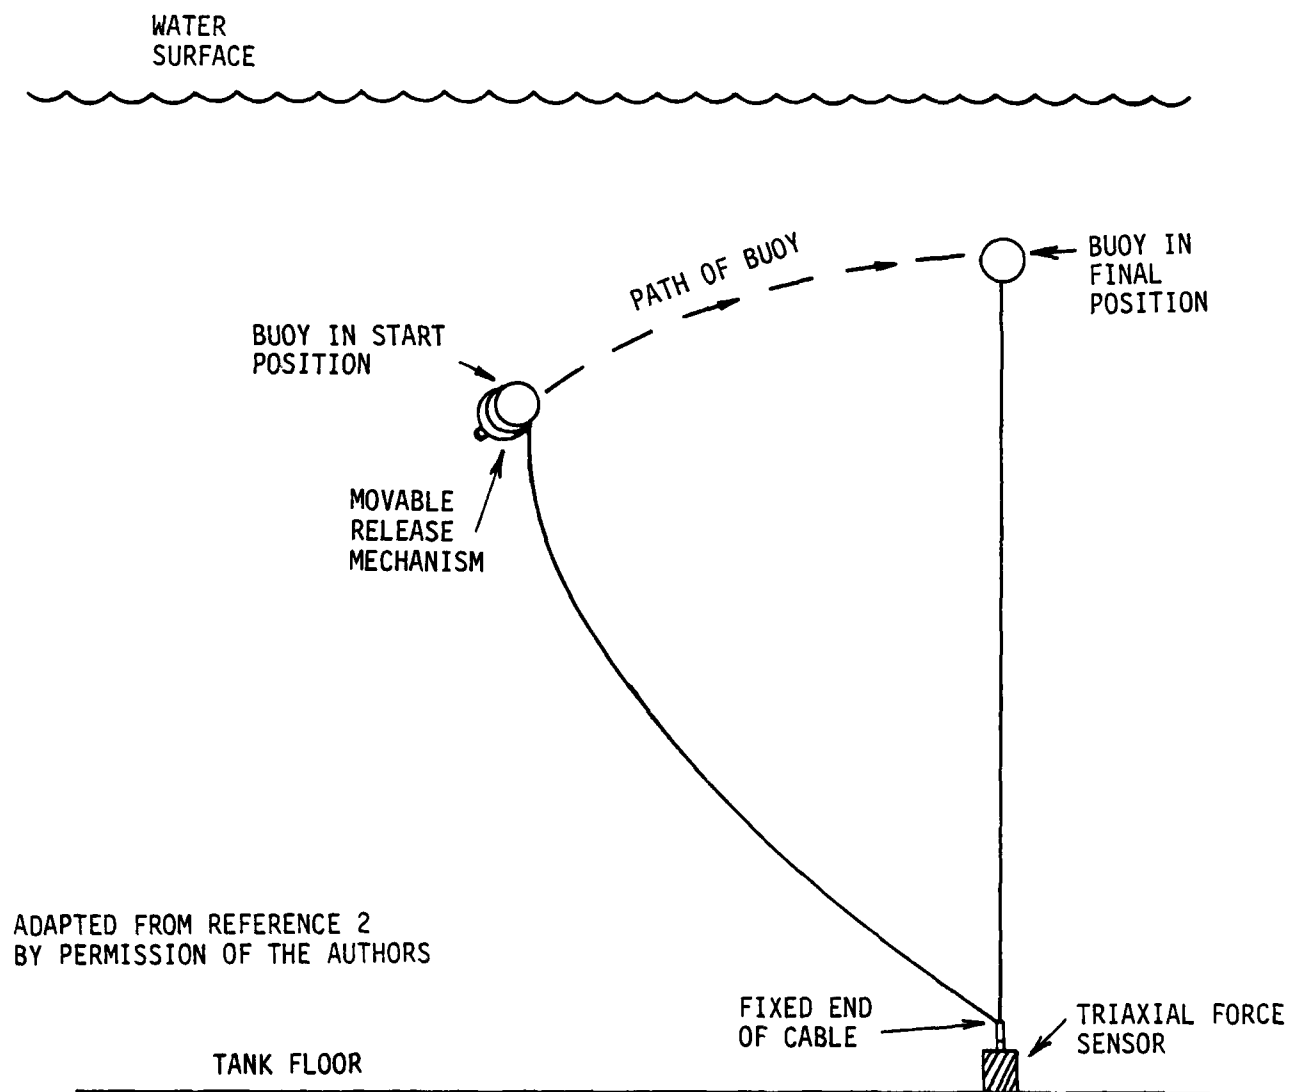 WATER
SURFACE
PATH OF BUOY
BUOY IN
FINAL
POSITION
BUOY IN START
POSITION
MOVABLE
RELEASE
MECHANISM
ADAPTED FROM REFERENCE 2
BY PERMISSION OF THE AUTHORS
FIXED END
OF CABLE
TRIAXIAL FORCE
SENSOR
TANK FLOOR